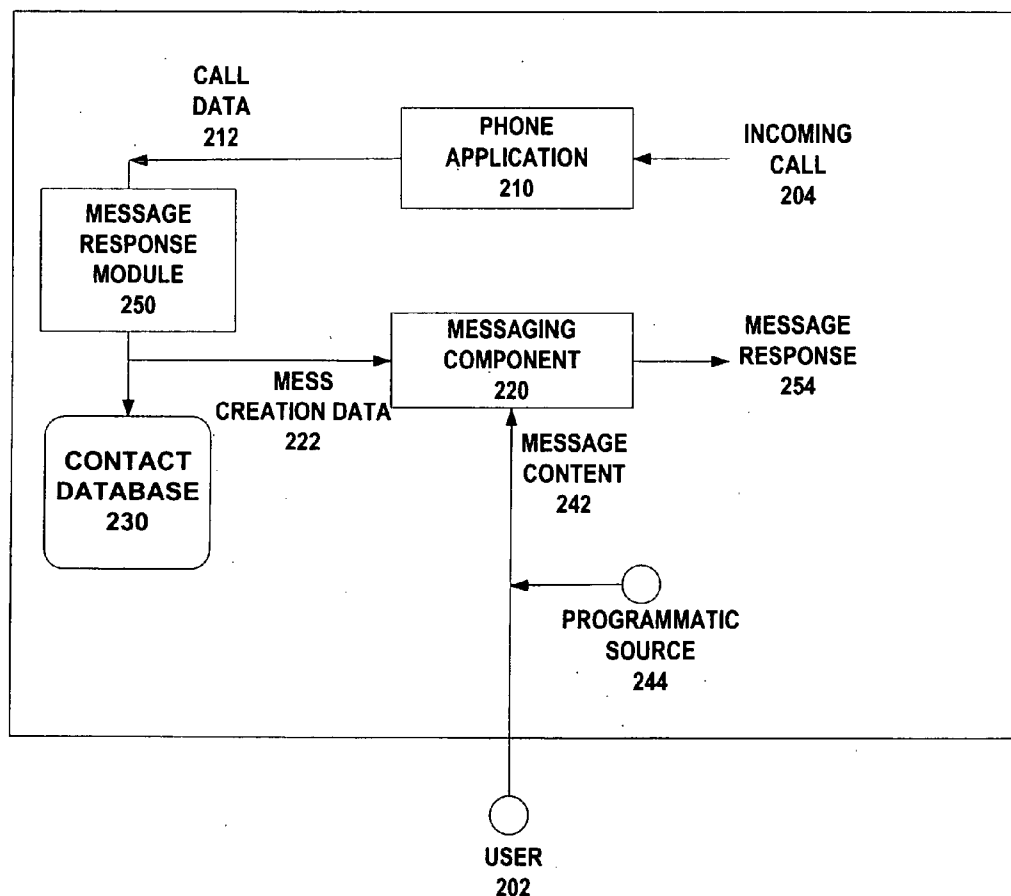 CALL
DATA
212
PHONE
APPLICATION
210
INCOMING
CALL
204
MESSAGE
RESPONSE
MODULE
250
MESSAGING
COMPONENT
220
MESSAGE
RESPONSE
254
MESS
CREATION DATA
222
CONTACT
DATABASE
230
MESSAGE
CONTENT
242
PROGRAMMATIC
SOURCE
244
USER
202